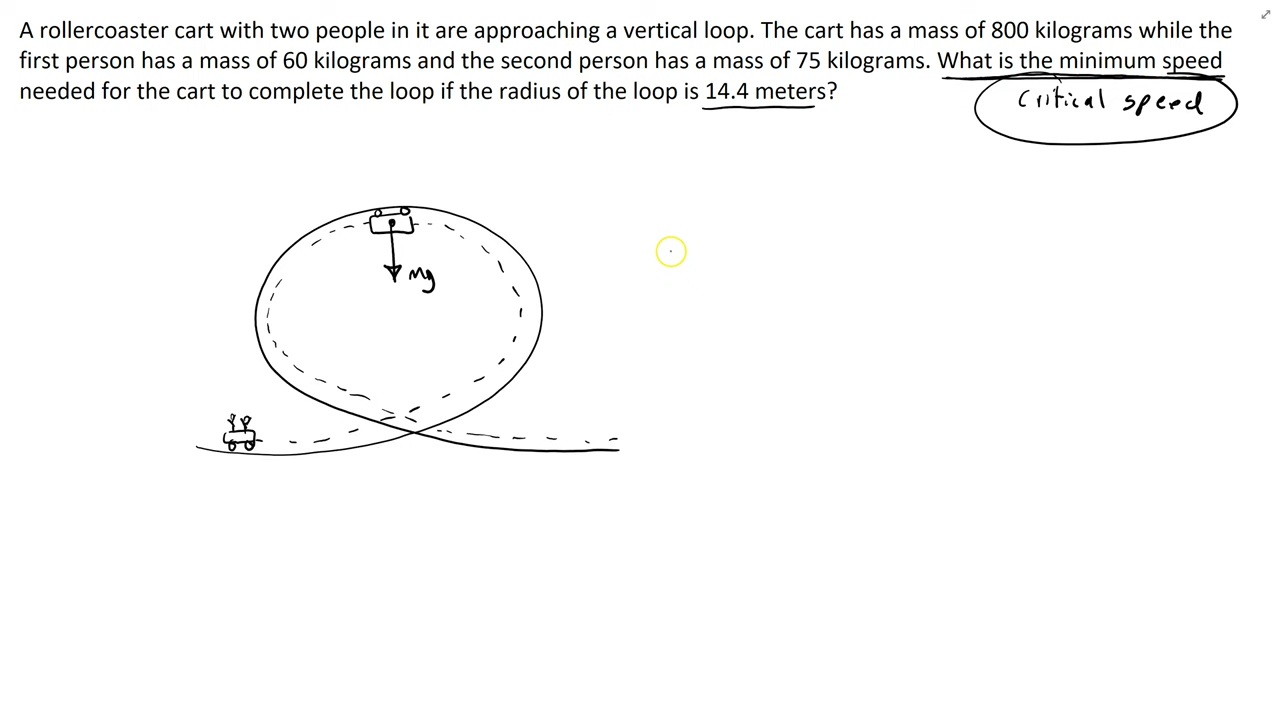 A rollercoaster cart with two people in it are approaching a vertical loop. The cart has a mass of 800 kilograms while the
first person has a mass of 60 kilograms and the second person has a mass of 75 kilograms. What is the minimum speed
needed for the cart to complete the loop if the radius of the loop is 14.4 meters?
Critical speed
mg